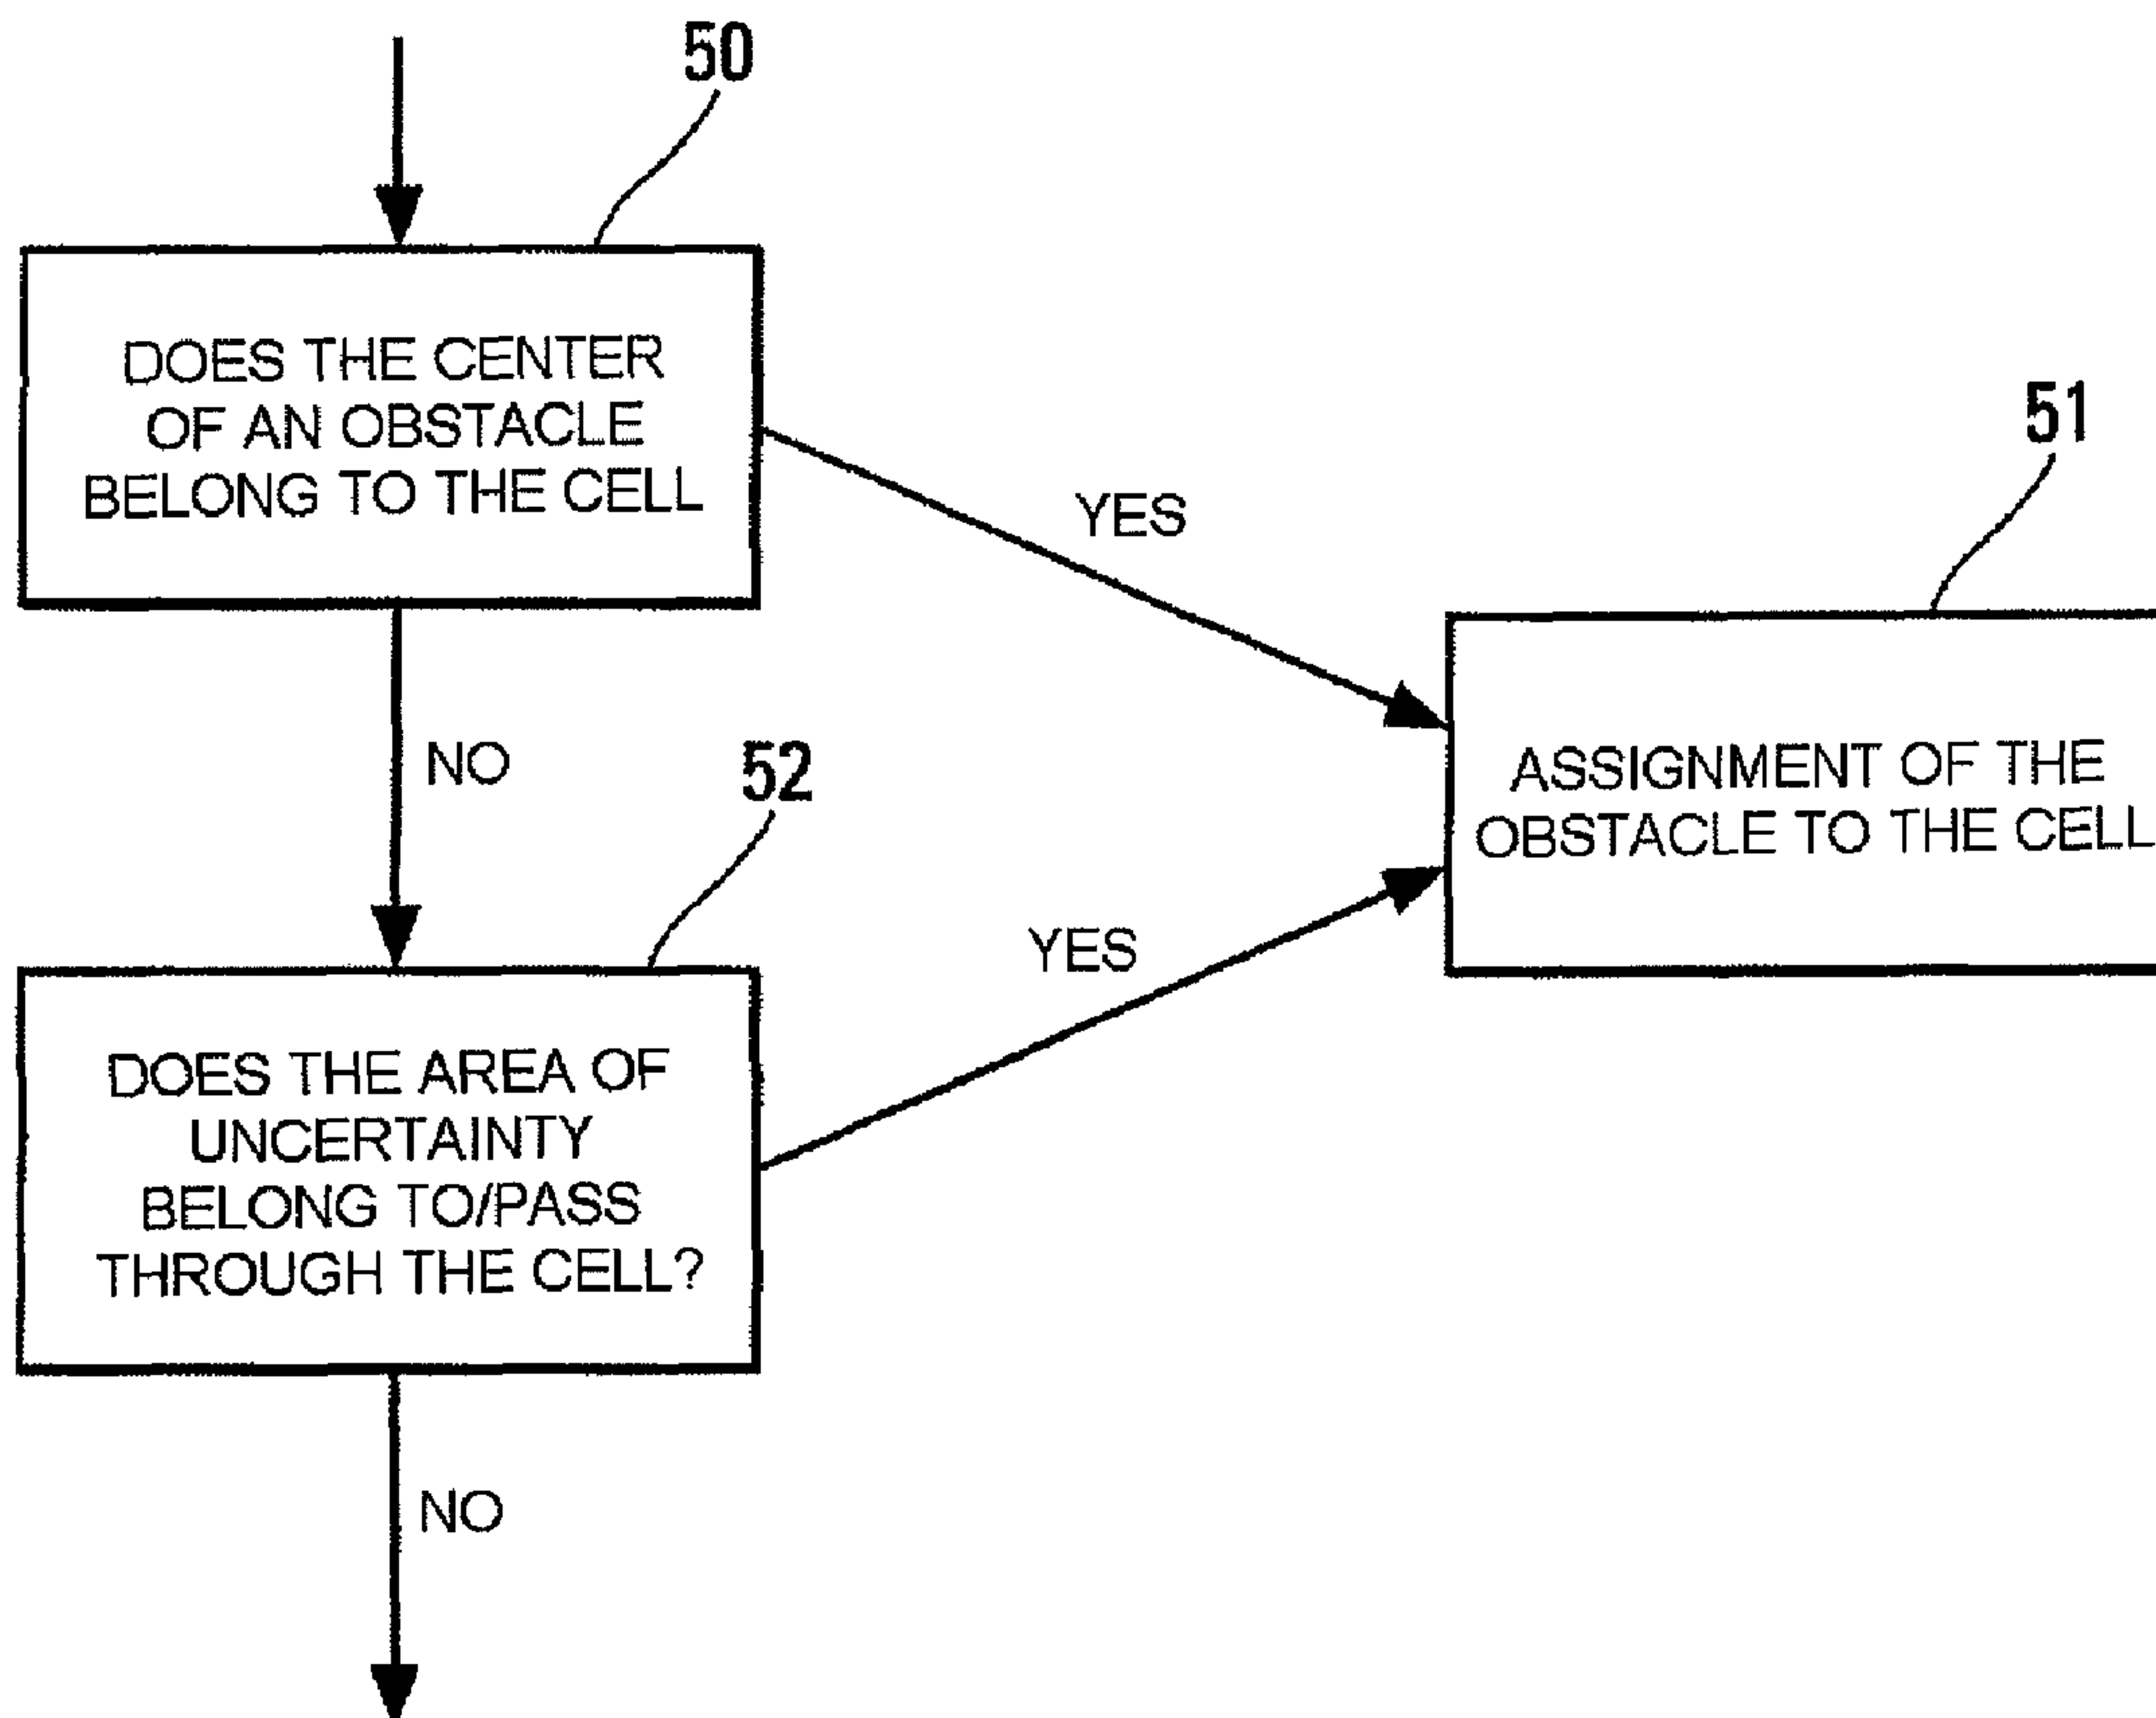 50
DOES THE CENTER
OF AN OBSTACLE
BELONG TO THE CELL
YES
51
ASSIGNMENT OF THE
OBSTACLE TO THE CELL
NO
52
YES
DOES THE AREA OF
UNCERTAINTY
BELONG TO/PASS
THROUGH THE CELL?
NO